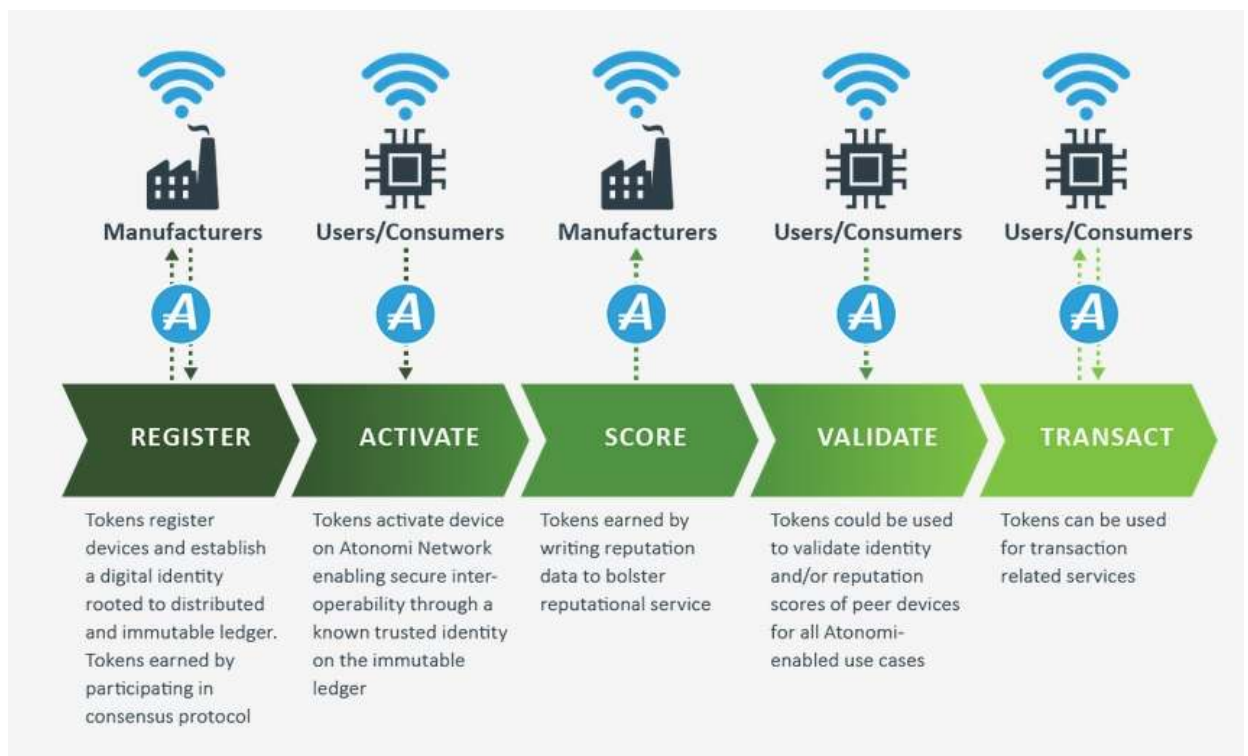 Manufacturers
Users/Consumers
Manufacturers
Users/Consumers
Users/Consumers
A
A
A
A
A
REGISTER
ACTIVATE
SCORE
VALIDATE
TRANSACT
Tokens register
devices and establish
a digital identity
rooted to distributed
and immutable ledger.
Tokens earned by
participating in
consensus protocol
Tokens activate device
on Atonomi Network
enabling secure inter-
operability through a
known trusted identity
on the immutable
ledger
Tokens earned by
writing reputation
data to bolster
reputational service
Tokens could be used
to validate identity
and/or reputation
scores of peer devices
for all Atonomi-
enabled use cases
Tokens can be used
for transaction
related services